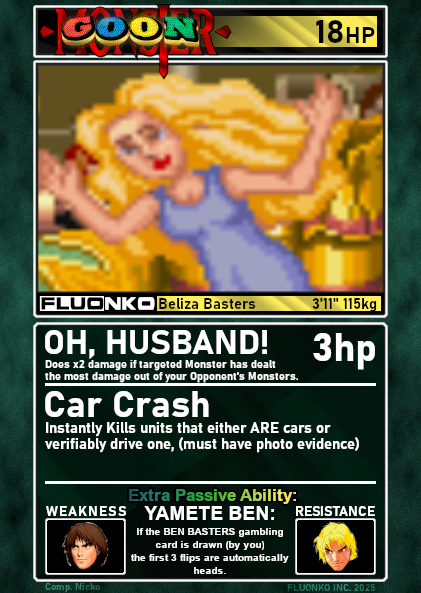 MONSTER
GOON
18HP
FLUONKO Beliza Basters 3'11" 115kg
OH, HUSBAND! 3hp
Does x2 damage if targeted Monster has dealt
the most damage out of your Opponent's Monsters.
Car Crash
Instantly Kills units that either ARE cars or
verifiably drive one, (must have photo evidence)
Extra Passive Ability:
WEAKNESS YAMETE BEN: RESISTANCE
If the BEN BASTERS gambling
card is drawn (by you)
the first 3 flips are automatically
heads.
Comp. Nicko FLUONKO INC. 2025